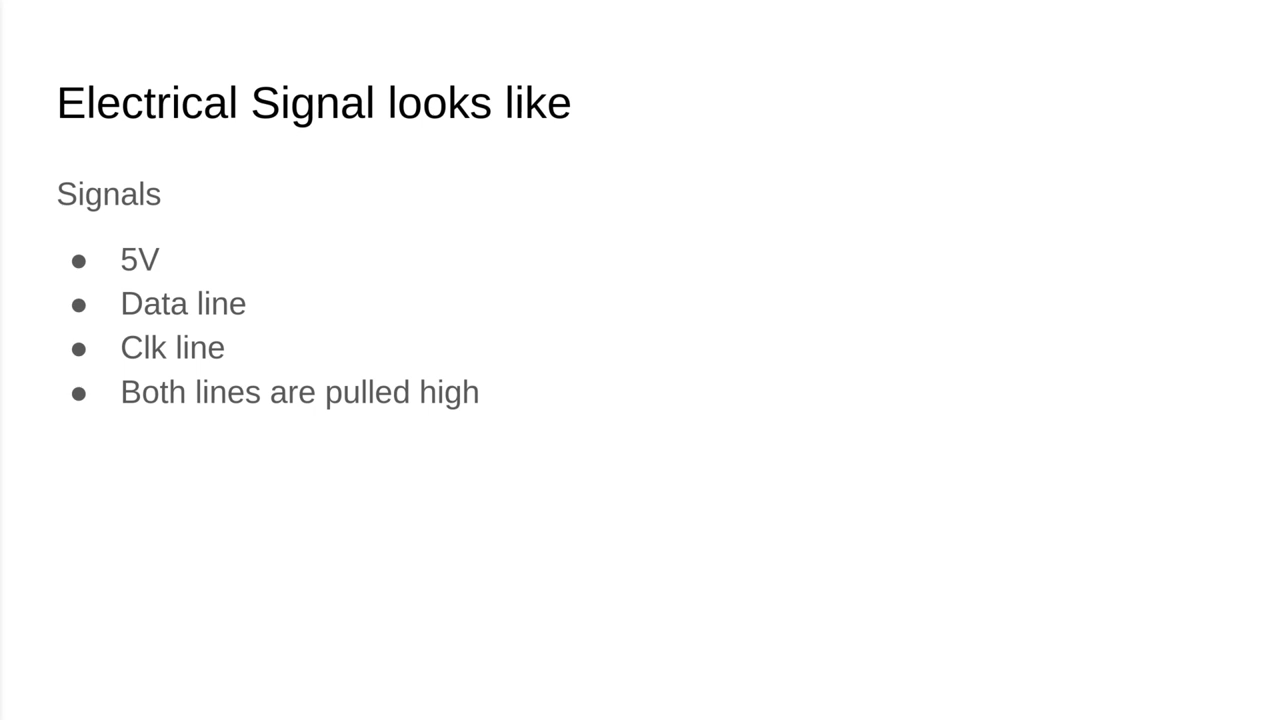 Electrical Signal looks like
Signals
● 5V
● Data line
● Clk line
● Both lines are pulled high